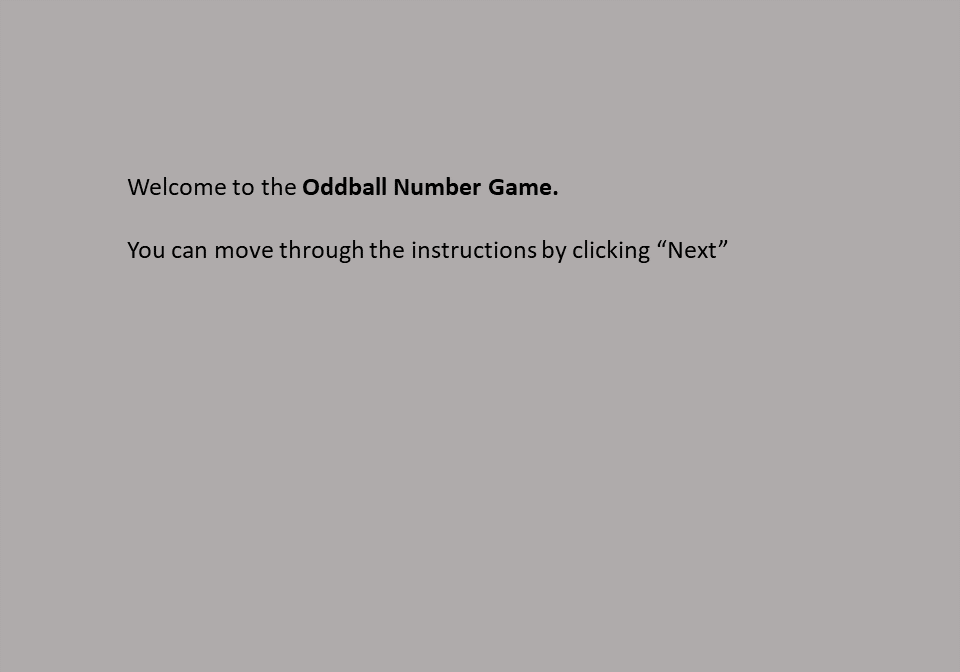 Welcome to the Oddball Number Game.
You can move through the instructions by clicking “Next”